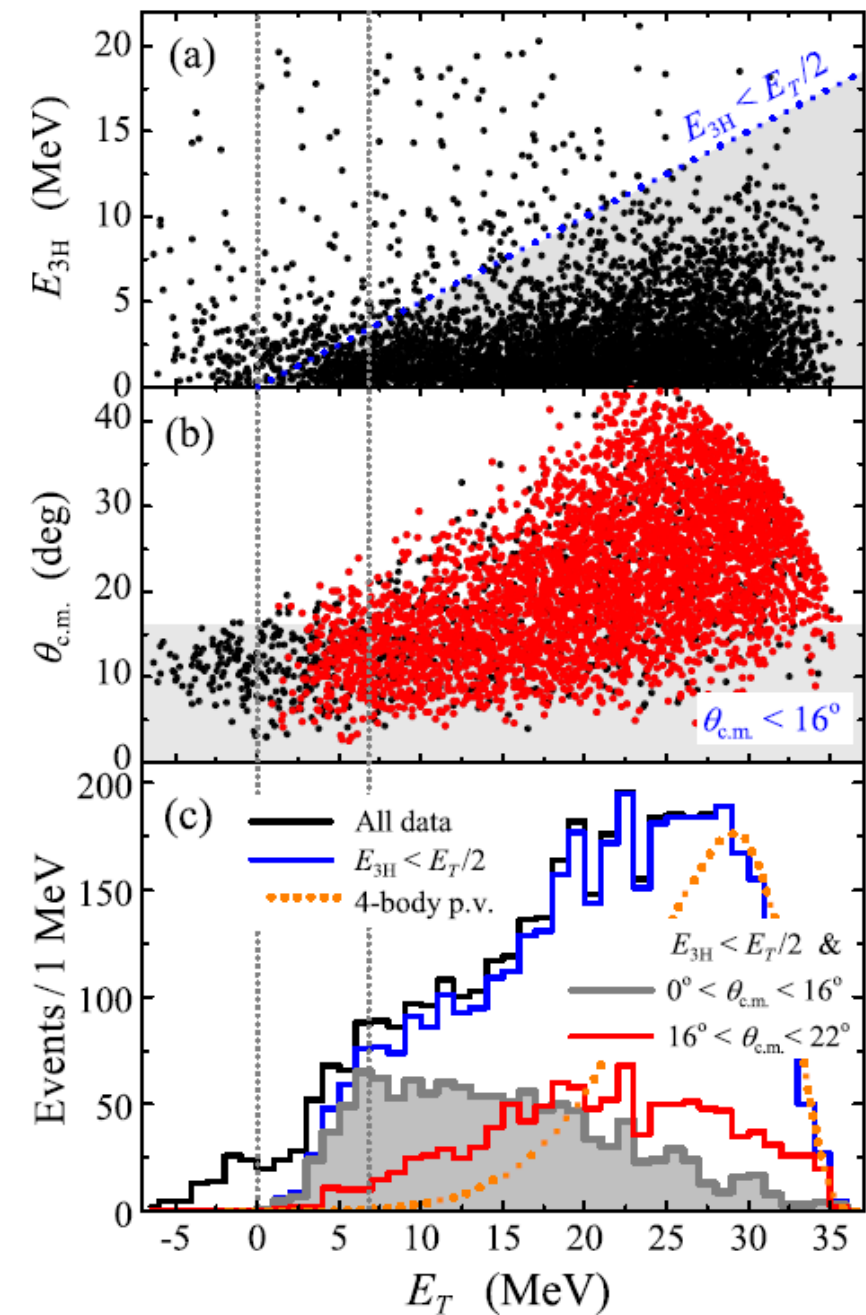 (a)
E3H < ET/2
E3H (MeV)
20
15
10
5
0
(b)
θc.m. (deg)
40
30
20
10
0
θc.m. < 16°
(c)
All data
E3H < ET/2
4-body p.v.
E3H < ET/2 &
0° < θc.m. < 16°
16° < θc.m. < 22°
Events / 1 MeV
200
150
100
50
0
-5 0 5 10 15 20 25 30 35
ET (MeV)